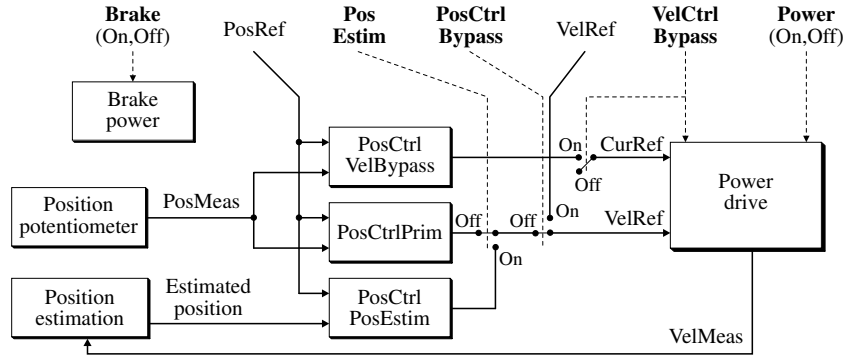 Brake
(On,Off)
PosRef
Pos
Estim
PosCtrl
Bypass
VelRef
VelCtrl
Bypass
Power
(On,Off)
Brake
power
PosCtrl
VelBypass
On
CurRef
Off
Power
drive
Position
potentiometer
PosMeas
PosCtrlPrim
Off
Off
On
VelRef
On
Position
estimation
Estimated
position
PosCtrl
PosEstim
VelMeas